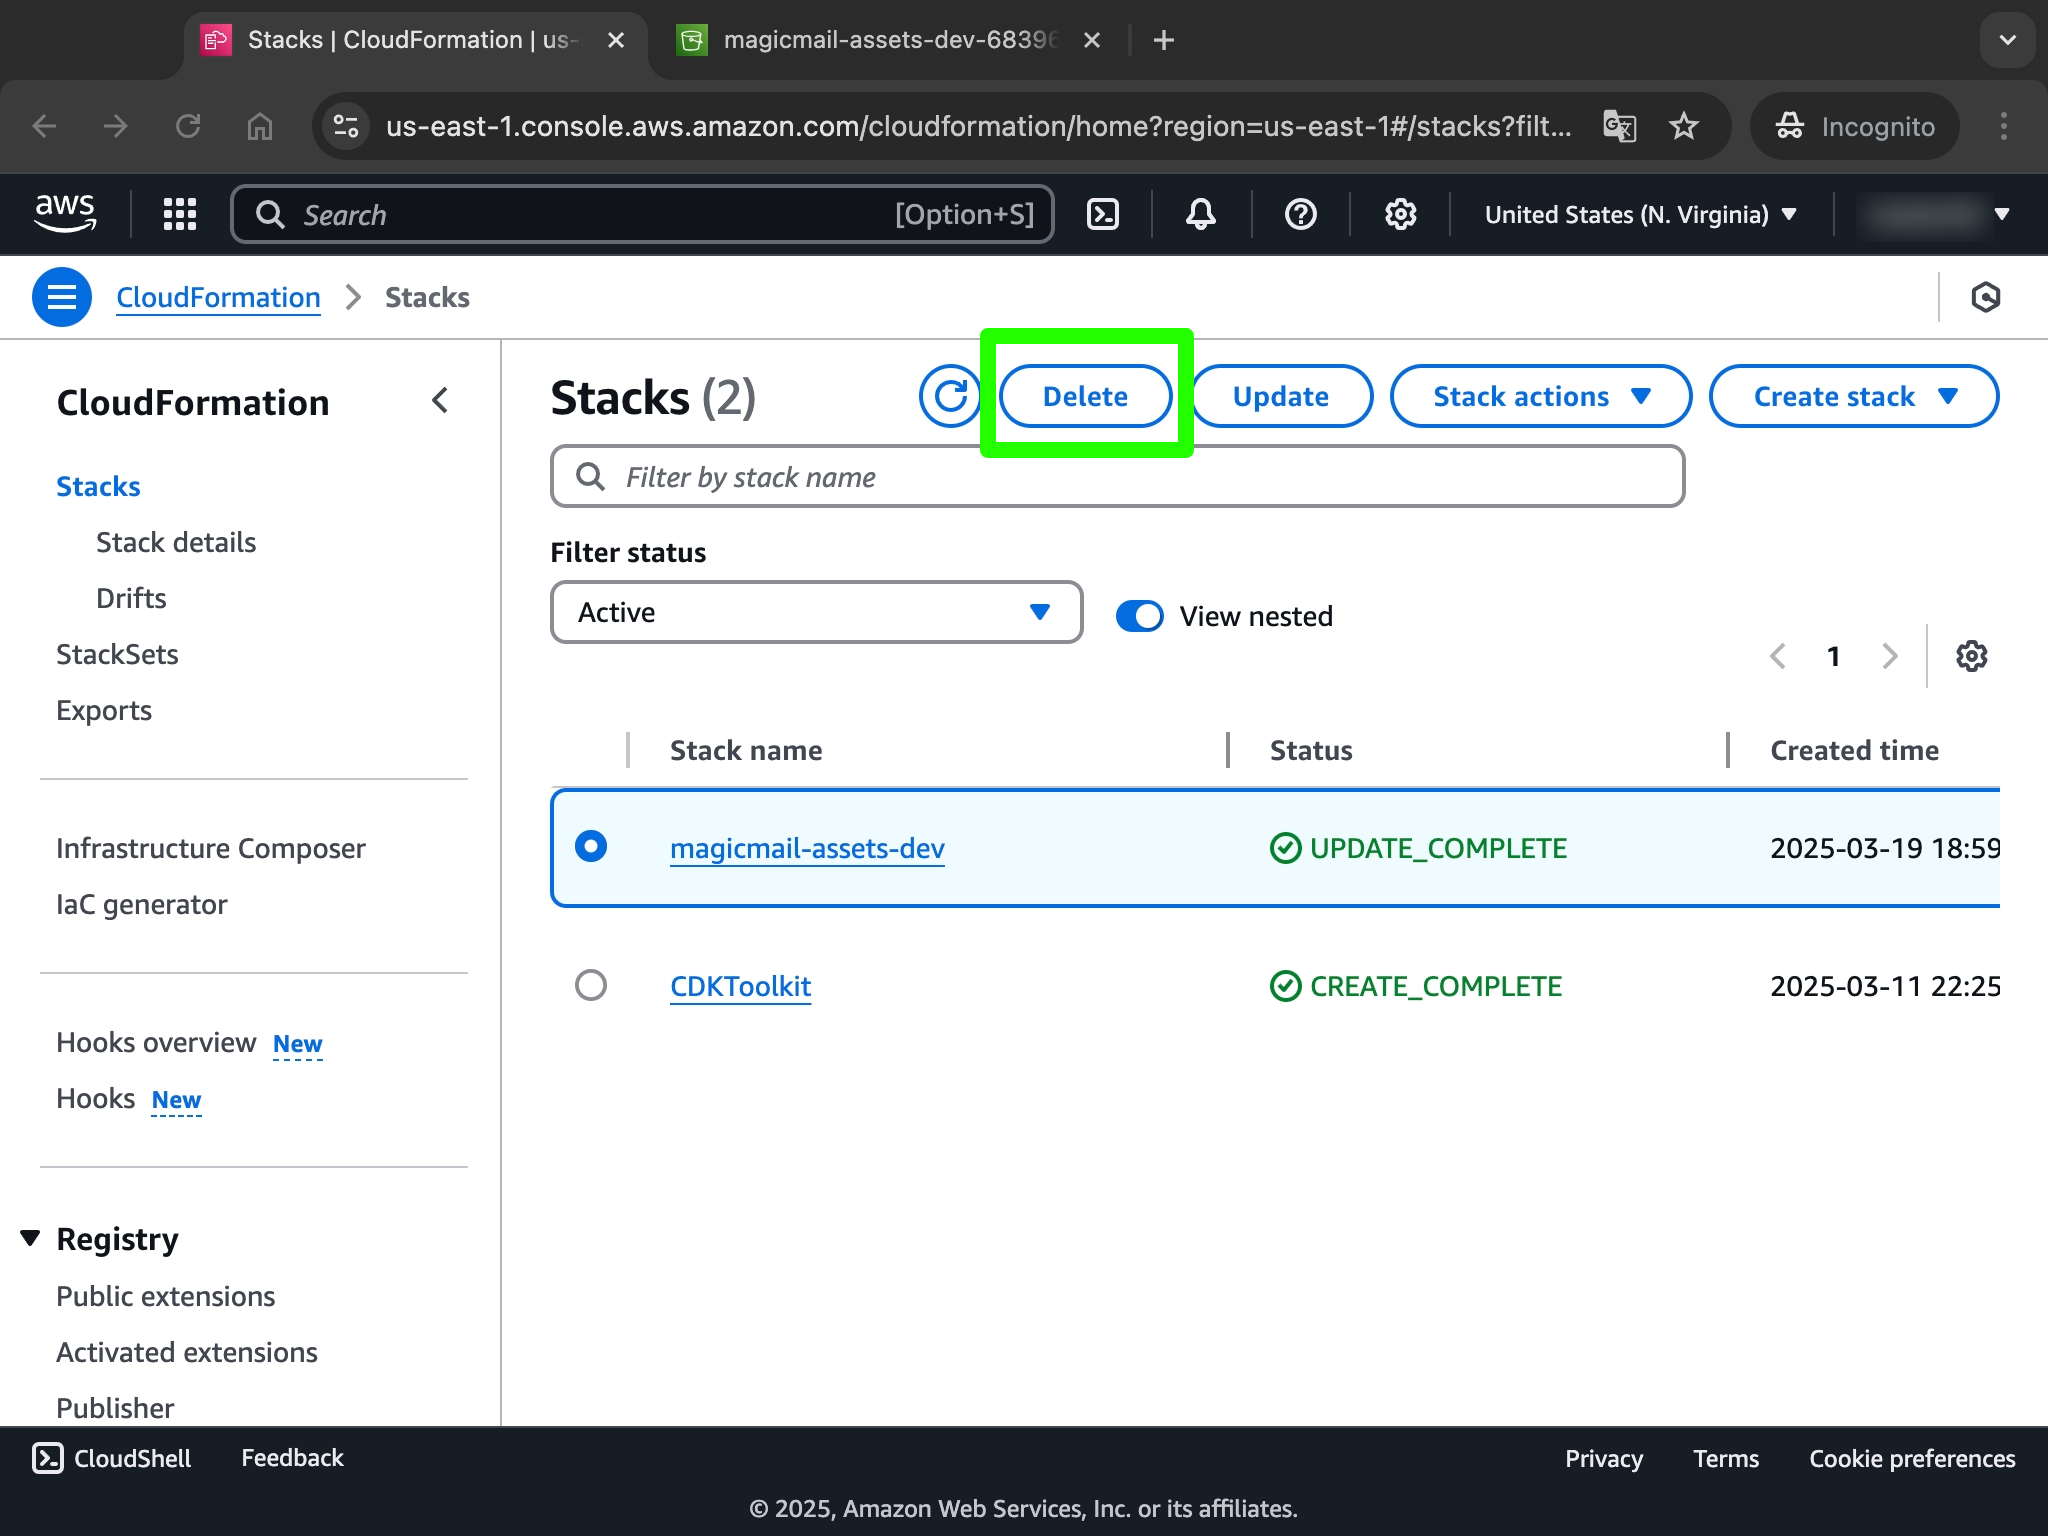 Stacks | CloudFormation | us-
magicmail-assets-dev-68396
us-east-1.console.aws.amazon.com/cloudformation/home?region=us-east-1#/stacks?filt...
Incognito
aws
Search
[Option+S]
United States (N. Virginia)
CloudFormation
Stacks
CloudFormation
Stacks
Stack details
Drifts
StackSets
Exports
Infrastructure Composer
IaC generator
Hooks overview New
Hooks New
Registry
Public extensions
Activated extensions
Publisher
Stacks (2)
Delete
Update
Stack actions
Create stack
Filter by stack name
Filter status
Active
View nested
1
Stack name Status Created time
magicmail-assets-dev UPDATE_COMPLETE 2025-03-19 18:59
CDKToolkit CREATE_COMPLETE 2025-03-11 22:25
CloudShell Feedback Privacy Terms Cookie preferences
© 2025, Amazon Web Services, Inc. or its affiliates.